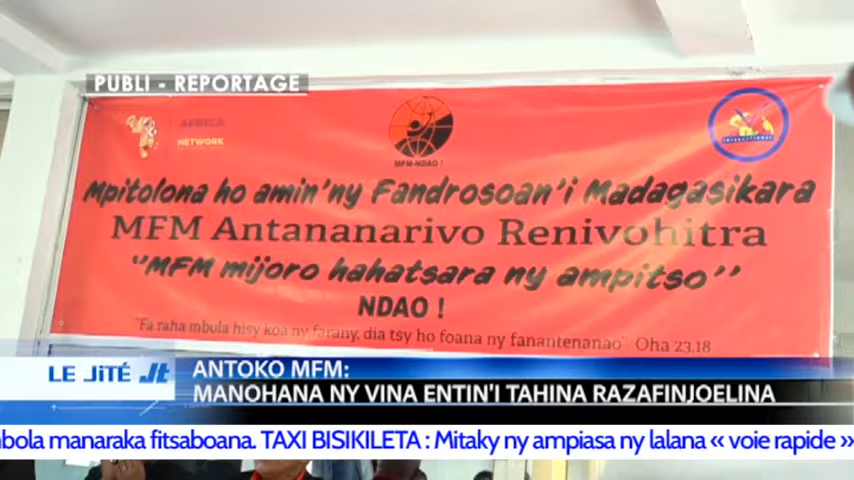 PUBLI - REPORTAGE
AFRICA
NETWORK
MFM-NDAO !
INTERNATIONAL
Mpitolona ho amin'ny Fandrosoan'i Madagasikara
MFM Antananarivo Renivohitra
"MFM mijoro hahatsara ny ampitso"
NDAO !
"Fa raha mbola hisy koa ny farany, dia tsy ho foana ny fanantenanao" Oha 23,18
LE JiTÉ Jt
ANTOKO MFM:
MANOHANA NY VINA ENTIN'I TAHINA RAZAFINJOELINA
mbola manaraka fitsaboana. TAXI BISIKILETA : Mitaky ny ampiasa ny lalana « voie rapide »